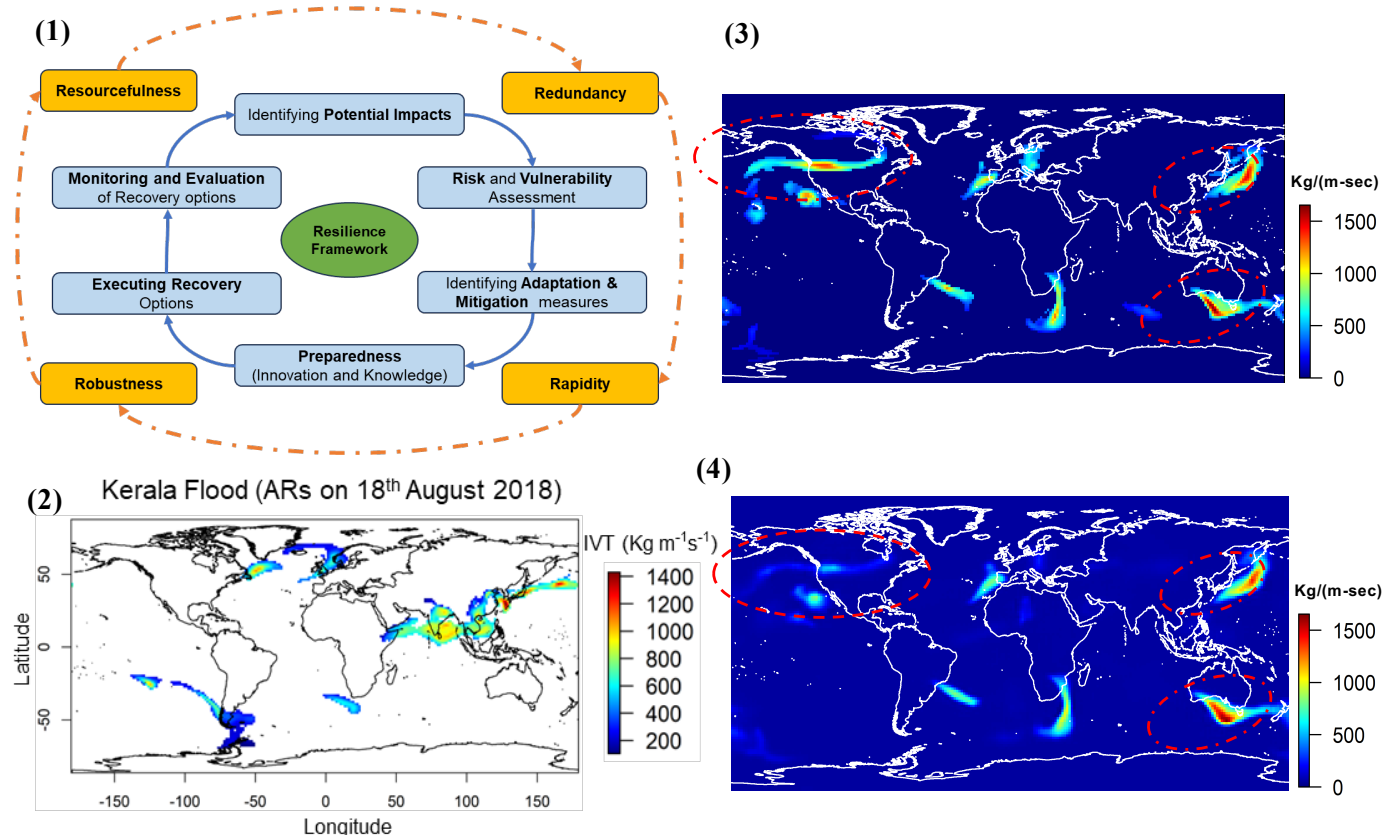 (1)
Resourcefulness
Redundancy
Identifying Potential Impacts
Monitoring and Evaluation
of Recovery options
Risk and Vulnerability
Assessment
Resilience
Framework
Executing Recovery
Options
Identifying Adaptation &
Mitigation measures
Preparedness
(Innovation and Knowledge)
Robustness
Rapidity
(2)
Kerala Flood (ARs on 18th August 2018)
IVT (Kg m⁻¹s⁻¹)
1400
1200
1000
800
600
400
200
Latitude
50
0
-50
-150
-100
-50
0
50
100
150
Longitude
(3)
Kg/(m-sec)
1500
1000
500
0
(4)
Kg/(m-sec)
1500
1000
500
0